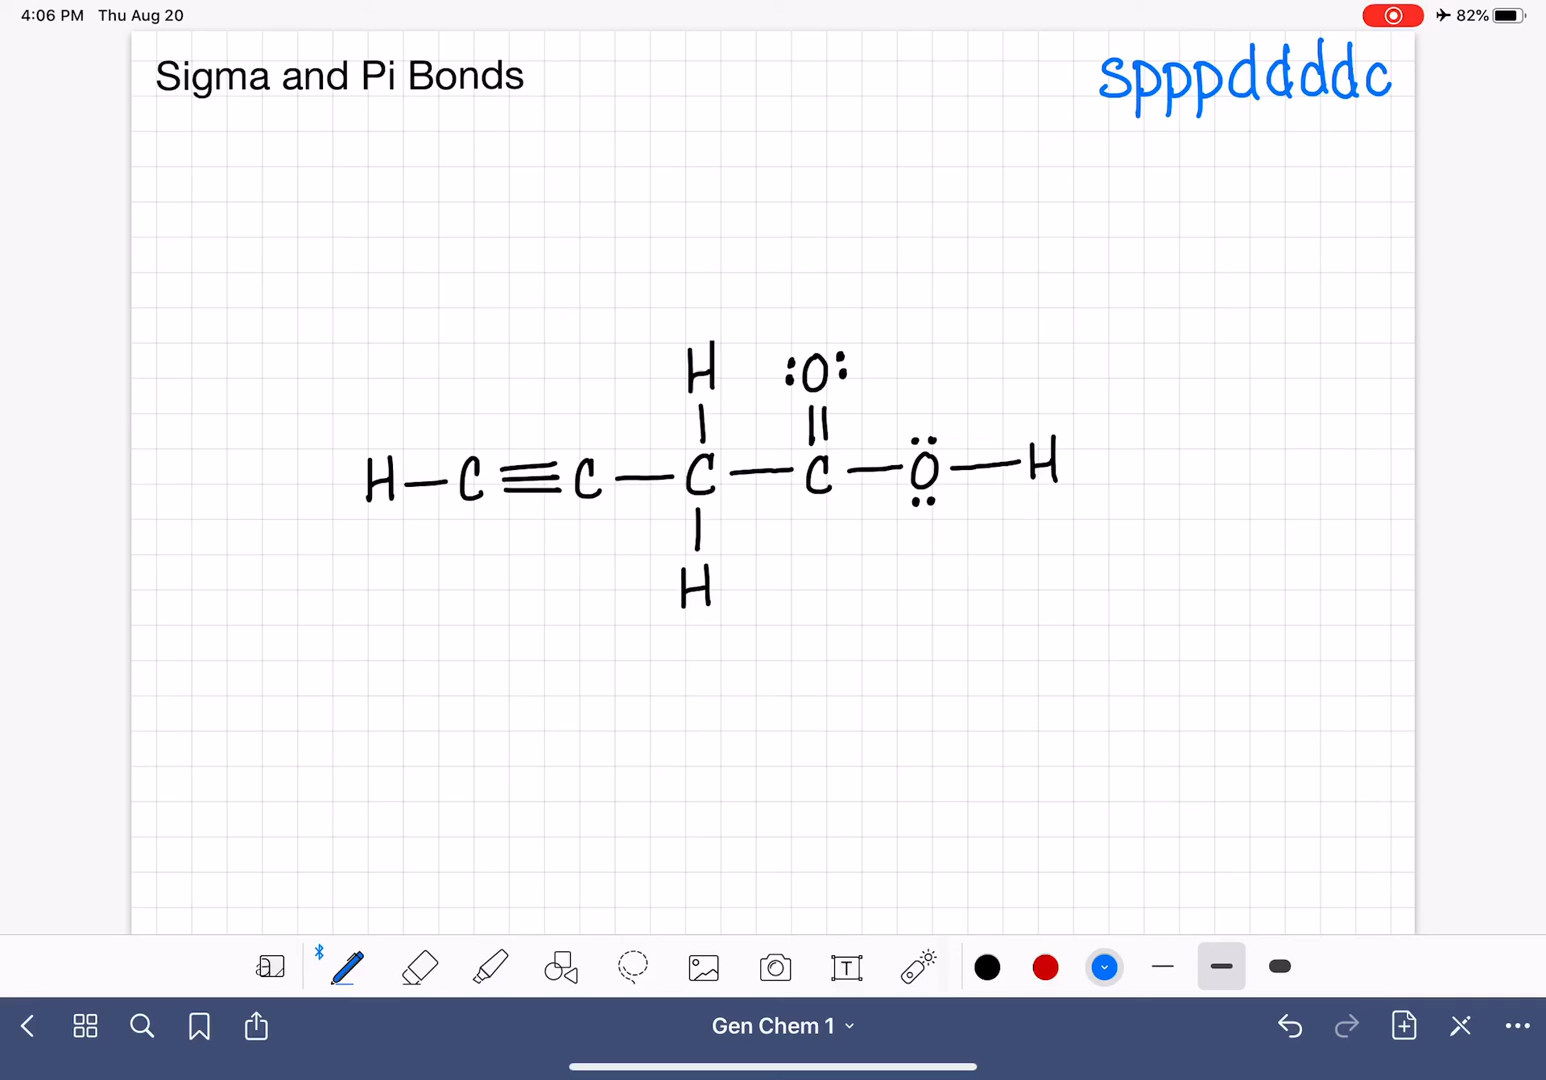 4:06 PM Thu Aug 20
82%
Sigma and Pi Bonds
spppddddc
H :O:
| ||
H—C≡C—C—C—O—H
|
H
T
Gen Chem 1